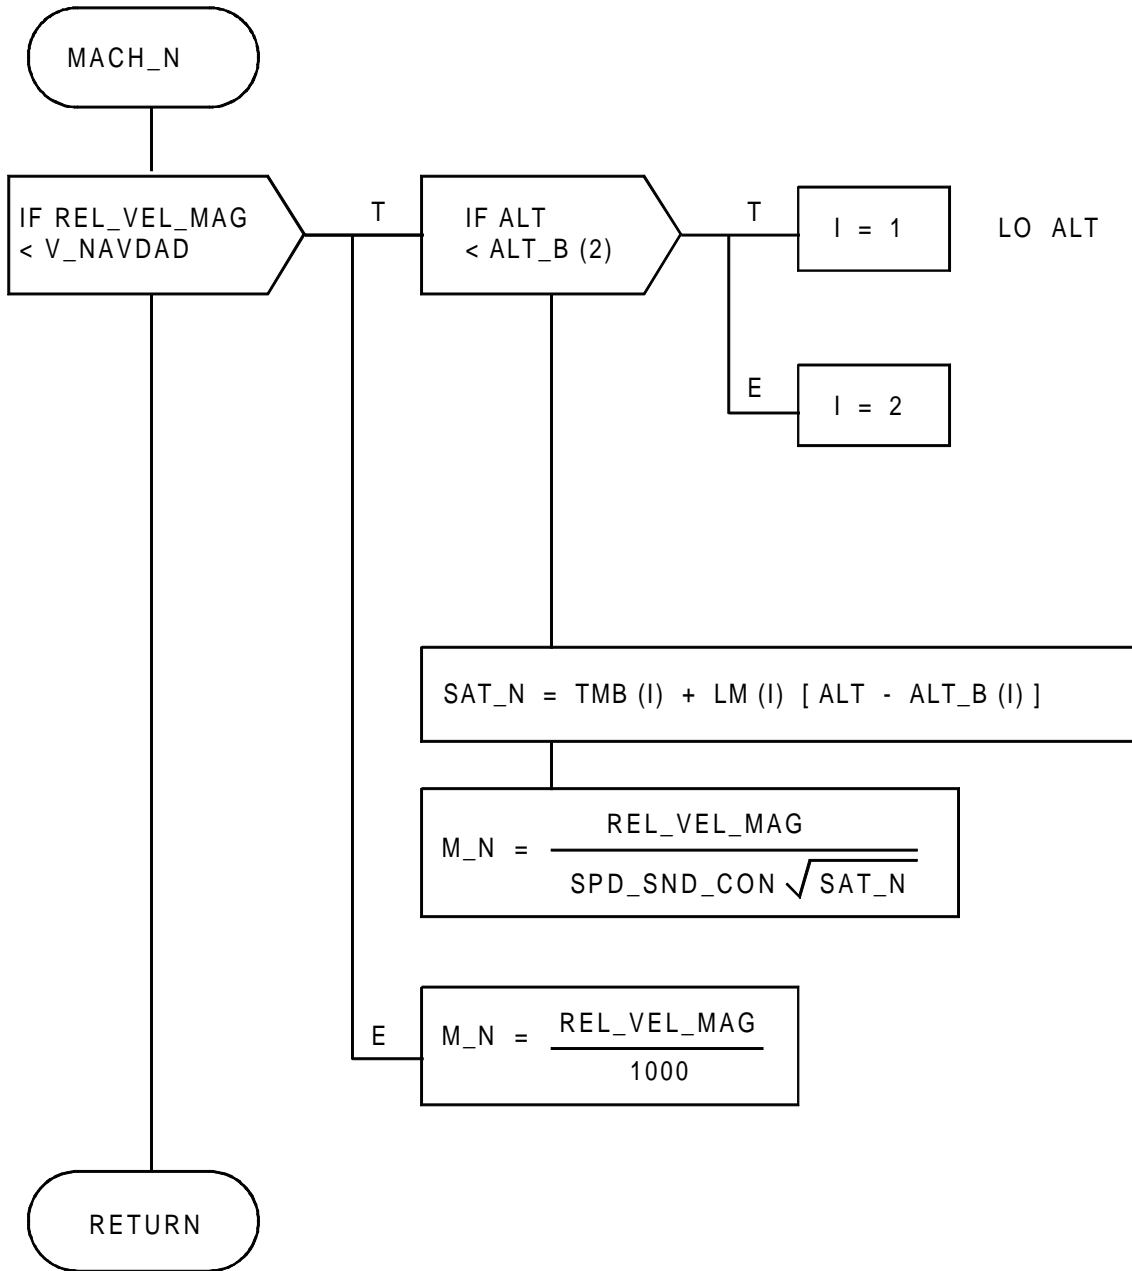 MACH_N
IF REL_VEL_MAG
< V_NAVDAD
T
IF ALT
< ALT_B (2)
T
I = 1
LO ALT
E
I = 2
SAT_N = TMB (I) + LM (I) [ ALT - ALT_B (I) ]
M_N = REL_VEL_MAG
SPD_SND_CON √SAT_N
E
M_N = REL_VEL_MAG
1000
RETURN